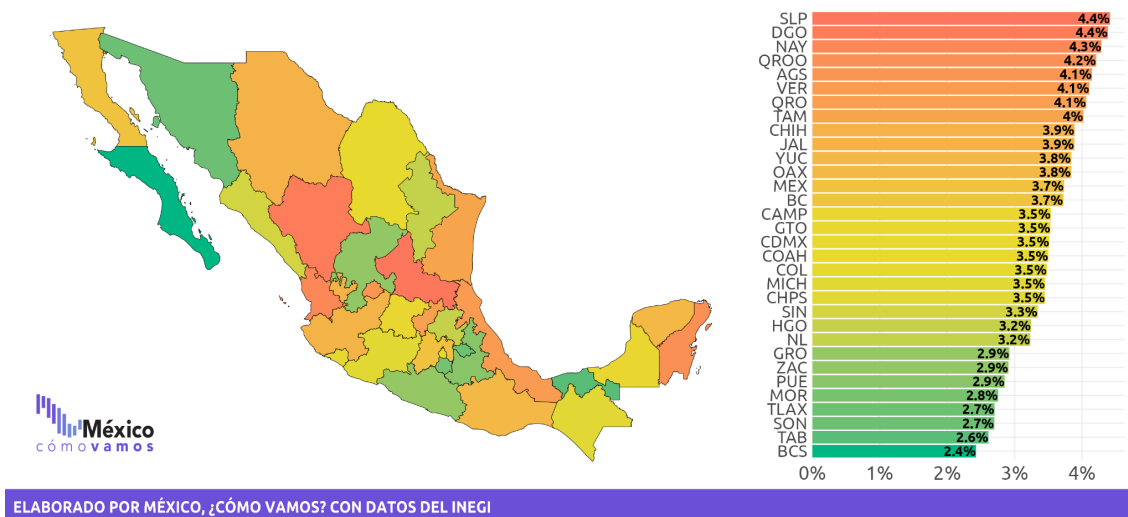 SLP 4.4%
DGO 4.4%
NAY 4.3%
QROO 4.2%
AGS 4.1%
VER 4.1%
QRO 4.1%
TAM 4%
CHIH 3.9%
JAL 3.9%
YUC 3.8%
OAX 3.8%
MEX 3.7%
BC 3.7%
CAMP 3.5%
GTO 3.5%
CDMX 3.5%
COAH 3.5%
COL 3.5%
MICH 3.5%
CHPS 3.5%
SIN 3.3%
HGO 3.2%
NL 3.2%
GRO 2.9%
ZAC 2.9%
PUE 2.9%
MOR 2.8%
TLAX 2.7%
SON 2.7%
TAB 2.6%
BCS 2.4%
0% 1% 2% 3% 4%
México
cómovamos
ELABORADO POR MÉXICO, ¿CÓMO VAMOS? CON DATOS DEL INEGI